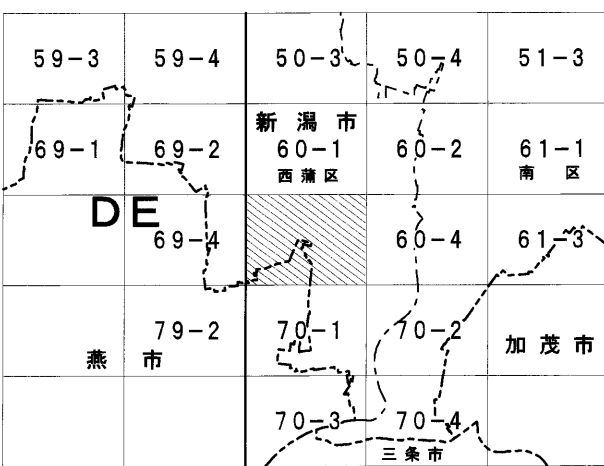 59-3 59-4 50-3 50-4 51-3
新潟市
69-1 69-2 60-1 60-2 61-1
西蒲区 南区
DE
69-4 60-4 61-3
79-2 70-1 70-2 加茂市
燕市
70-3 70-4
三条市